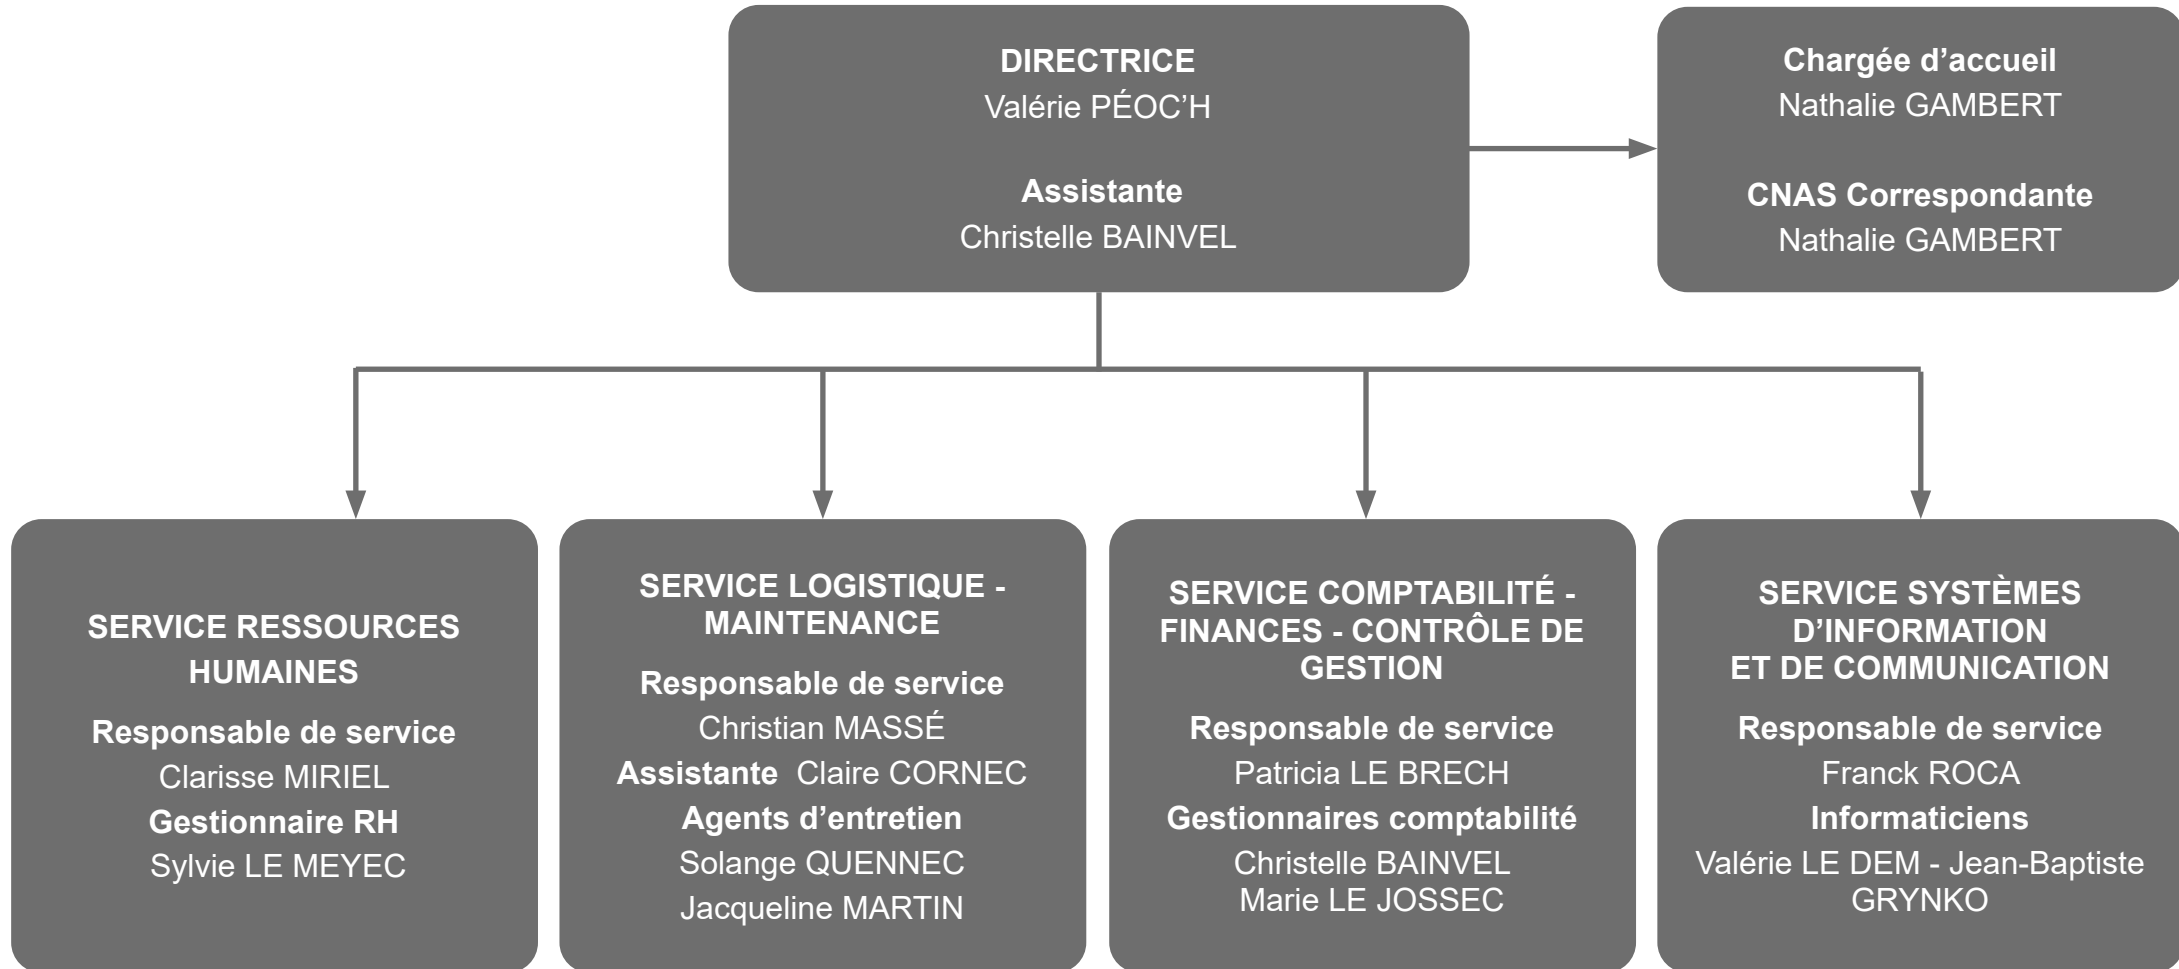 DIRECTRICE
Valérie PÉOC’H
Assistante
Christelle BAINVEL
Chargée d’accueil
Nathalie GAMBERT
CNAS Correspondante
Nathalie GAMBERT
SERVICE RESSOURCES
HUMAINES
Responsable de service
Clarisse MIRIEL
Gestionnaire RH
Sylvie LE MEYEC
SERVICE LOGISTIQUE -
MAINTENANCE
Responsable de service
Christian MASSÉ
Assistante  Claire CORNEC
Agents d’entretien
Solange QUENNEC
Jacqueline MARTIN
SERVICE COMPTABILITÉ -
FINANCES - CONTRÔLE DE
GESTION
Responsable de service
Patricia LE BRECH
Gestionnaires comptabilité
Christelle BAINVEL
Marie LE JOSSEC
SERVICE SYSTÈMES
D’INFORMATION
ET DE COMMUNICATION
Responsable de service
Franck ROCA
Informaticiens
Valérie LE DEM - Jean-Baptiste
GRYNKO